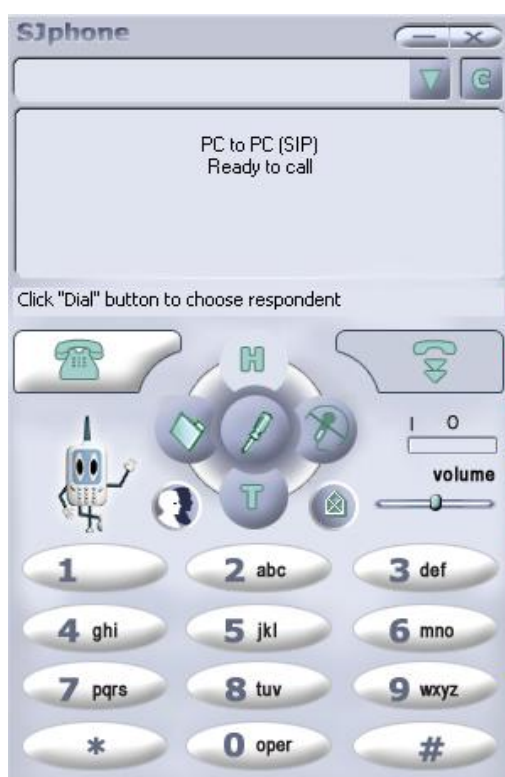 SJphone
C
PC to PC (SIP)
Ready to call
Click "Dial" button to choose respondent
H
I O
volume
T
1
2 abc
3 def
4 ghi
5 jkl
6 mno
7 pqrs
8 tuv
9 wxyz
*
0 oper
#